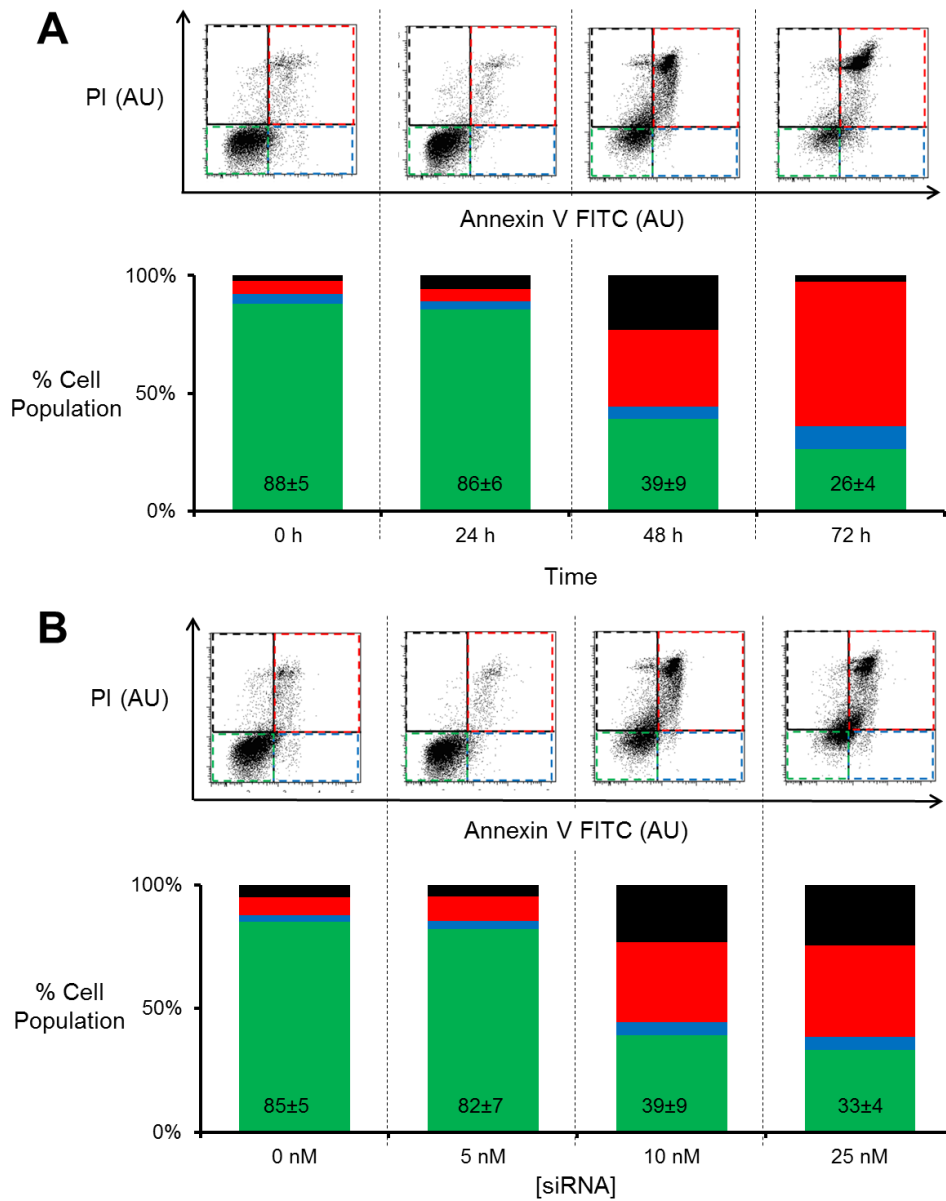 A
PI (AU)
Annexin V FITC (AU)
100%
% Cell
Population
50%
0%
88±5
86±6
39±9
26±4
0 h
24 h
48 h
72 h
Time
B
PI (AU)
Annexin V FITC (AU)
100%
% Cell
Population
50%
0%
85±5
82±7
39±9
33±4
0 nM
5 nM
10 nM
25 nM
[siRNA]